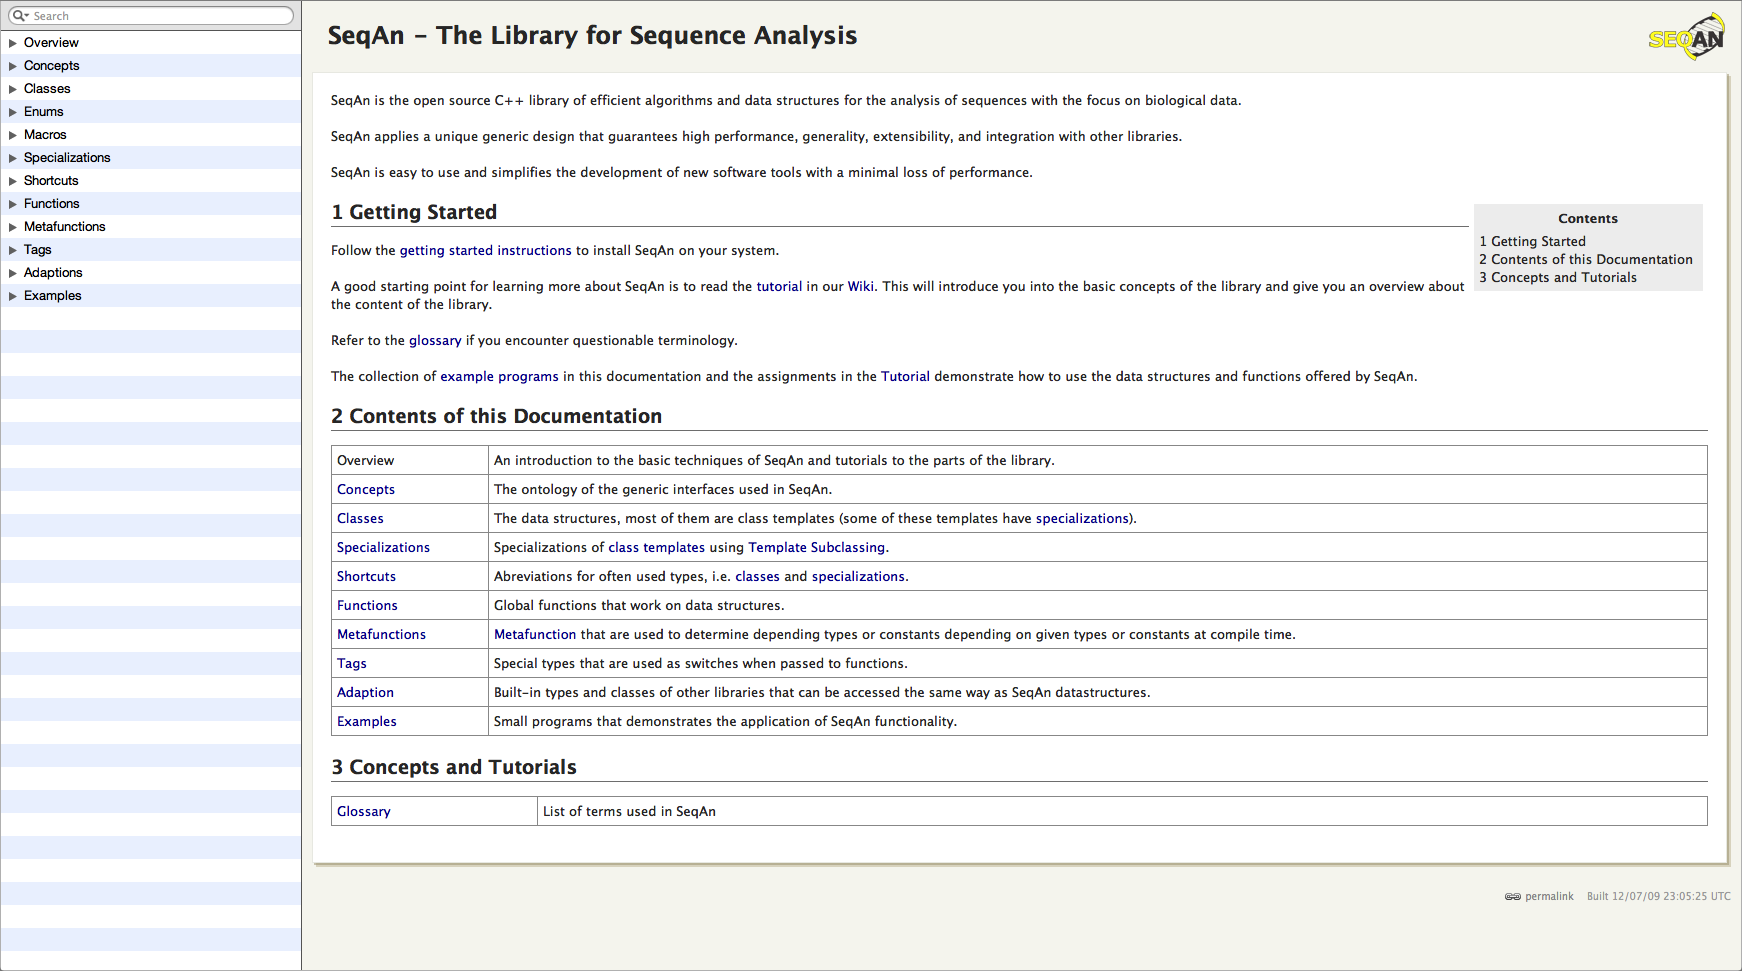 Search
Overview
Concepts
Classes
Enums
Macros
Specializations
Shortcuts
Functions
Metafunctions
Tags
Adaptions
Examples
SeqAn - The Library for Sequence Analysis
SEQAN
SeqAn is the open source C++ library of efficient algorithms and data structures for the analysis of sequences with the focus on biological data.
SeqAn applies a unique generic design that guarantees high performance, generality, extensibility, and integration with other libraries.
SeqAn is easy to use and simplifies the development of new software tools with a minimal loss of performance.
Contents
1 Getting Started
2 Contents of this Documentation
3 Concepts and Tutorials
1 Getting Started
Follow the getting started instructions to install SeqAn on your system.
A good starting point for learning more about SeqAn is to read the tutorial in our Wiki. This will introduce you into the basic concepts of the library and give you an overview about
the content of the library.
Refer to the glossary if you encounter questionable terminology.
The collection of example programs in this documentation and the assignments in the Tutorial demonstrate how to use the data structures and functions offered by SeqAn.
2 Contents of this Documentation
Overview An introduction to the basic techniques of SeqAn and tutorials to the parts of the library.
Concepts The ontology of the generic interfaces used in SeqAn.
Classes The data structures, most of them are class templates (some of these templates have specializations).
Specializations Specializations of class templates using Template Subclassing.
Shortcuts Abreviations for often used types, i.e. classes and specializations.
Functions Global functions that work on data structures.
Metafunctions Metafunction that are used to determine depending types or constants depending on given types or constants at compile time.
Tags Special types that are used as switches when passed to functions.
Adaption Built-in types and classes of other libraries that can be accessed the same way as SeqAn datastructures.
Examples Small programs that demonstrates the application of SeqAn functionality.
3 Concepts and Tutorials
Glossary List of terms used in SeqAn
permalink Built 12/07/09 23:05:25 UTC